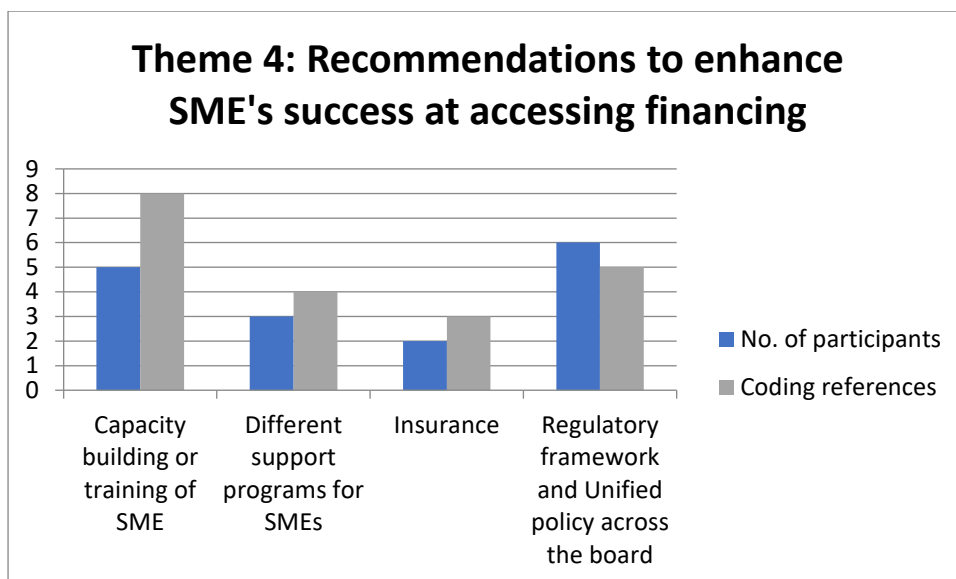 Theme 4: Recommendations to enhance
SME's success at accessing financing
9
8
7
6
5
4
3
2
1
0
Capacity
building or
training of
SME
Different
support
programs for
SMEs
Insurance
Regulatory
framework
and Unified
policy across
the board
No. of participants
Coding references